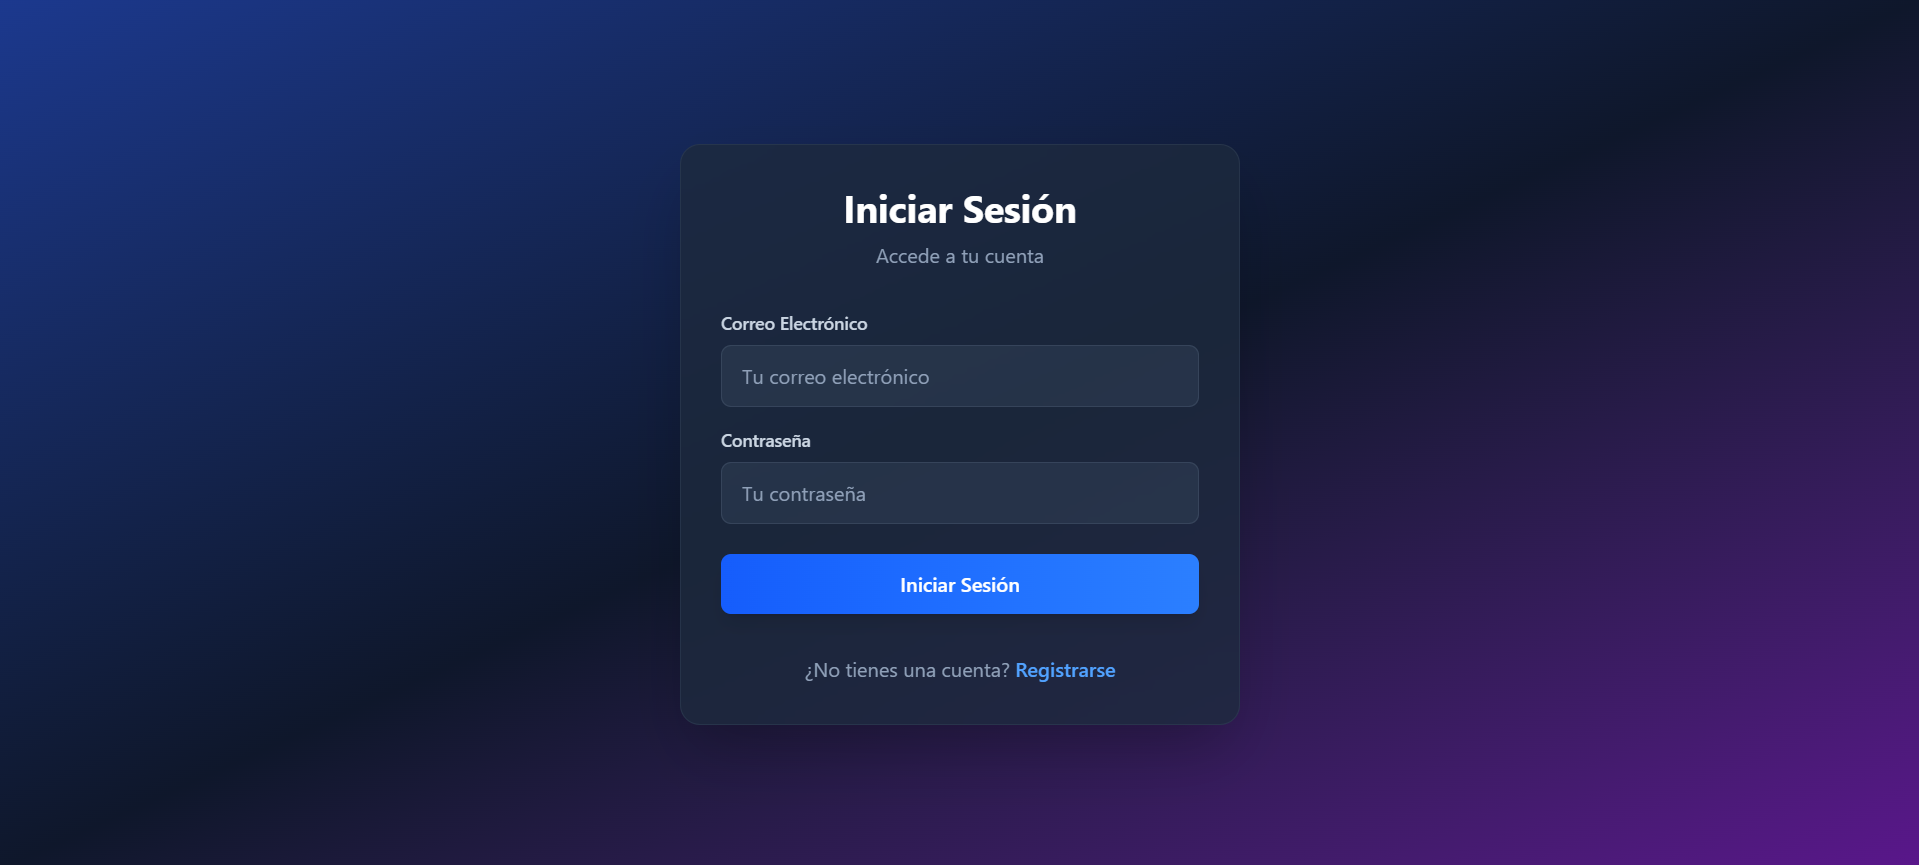 Iniciar Sesión
Accede a tu cuenta
Correo Electrónico
Tu correo electrónico
Contraseña
Tu contraseña
Iniciar Sesión
¿No tienes una cuenta? Registrarse